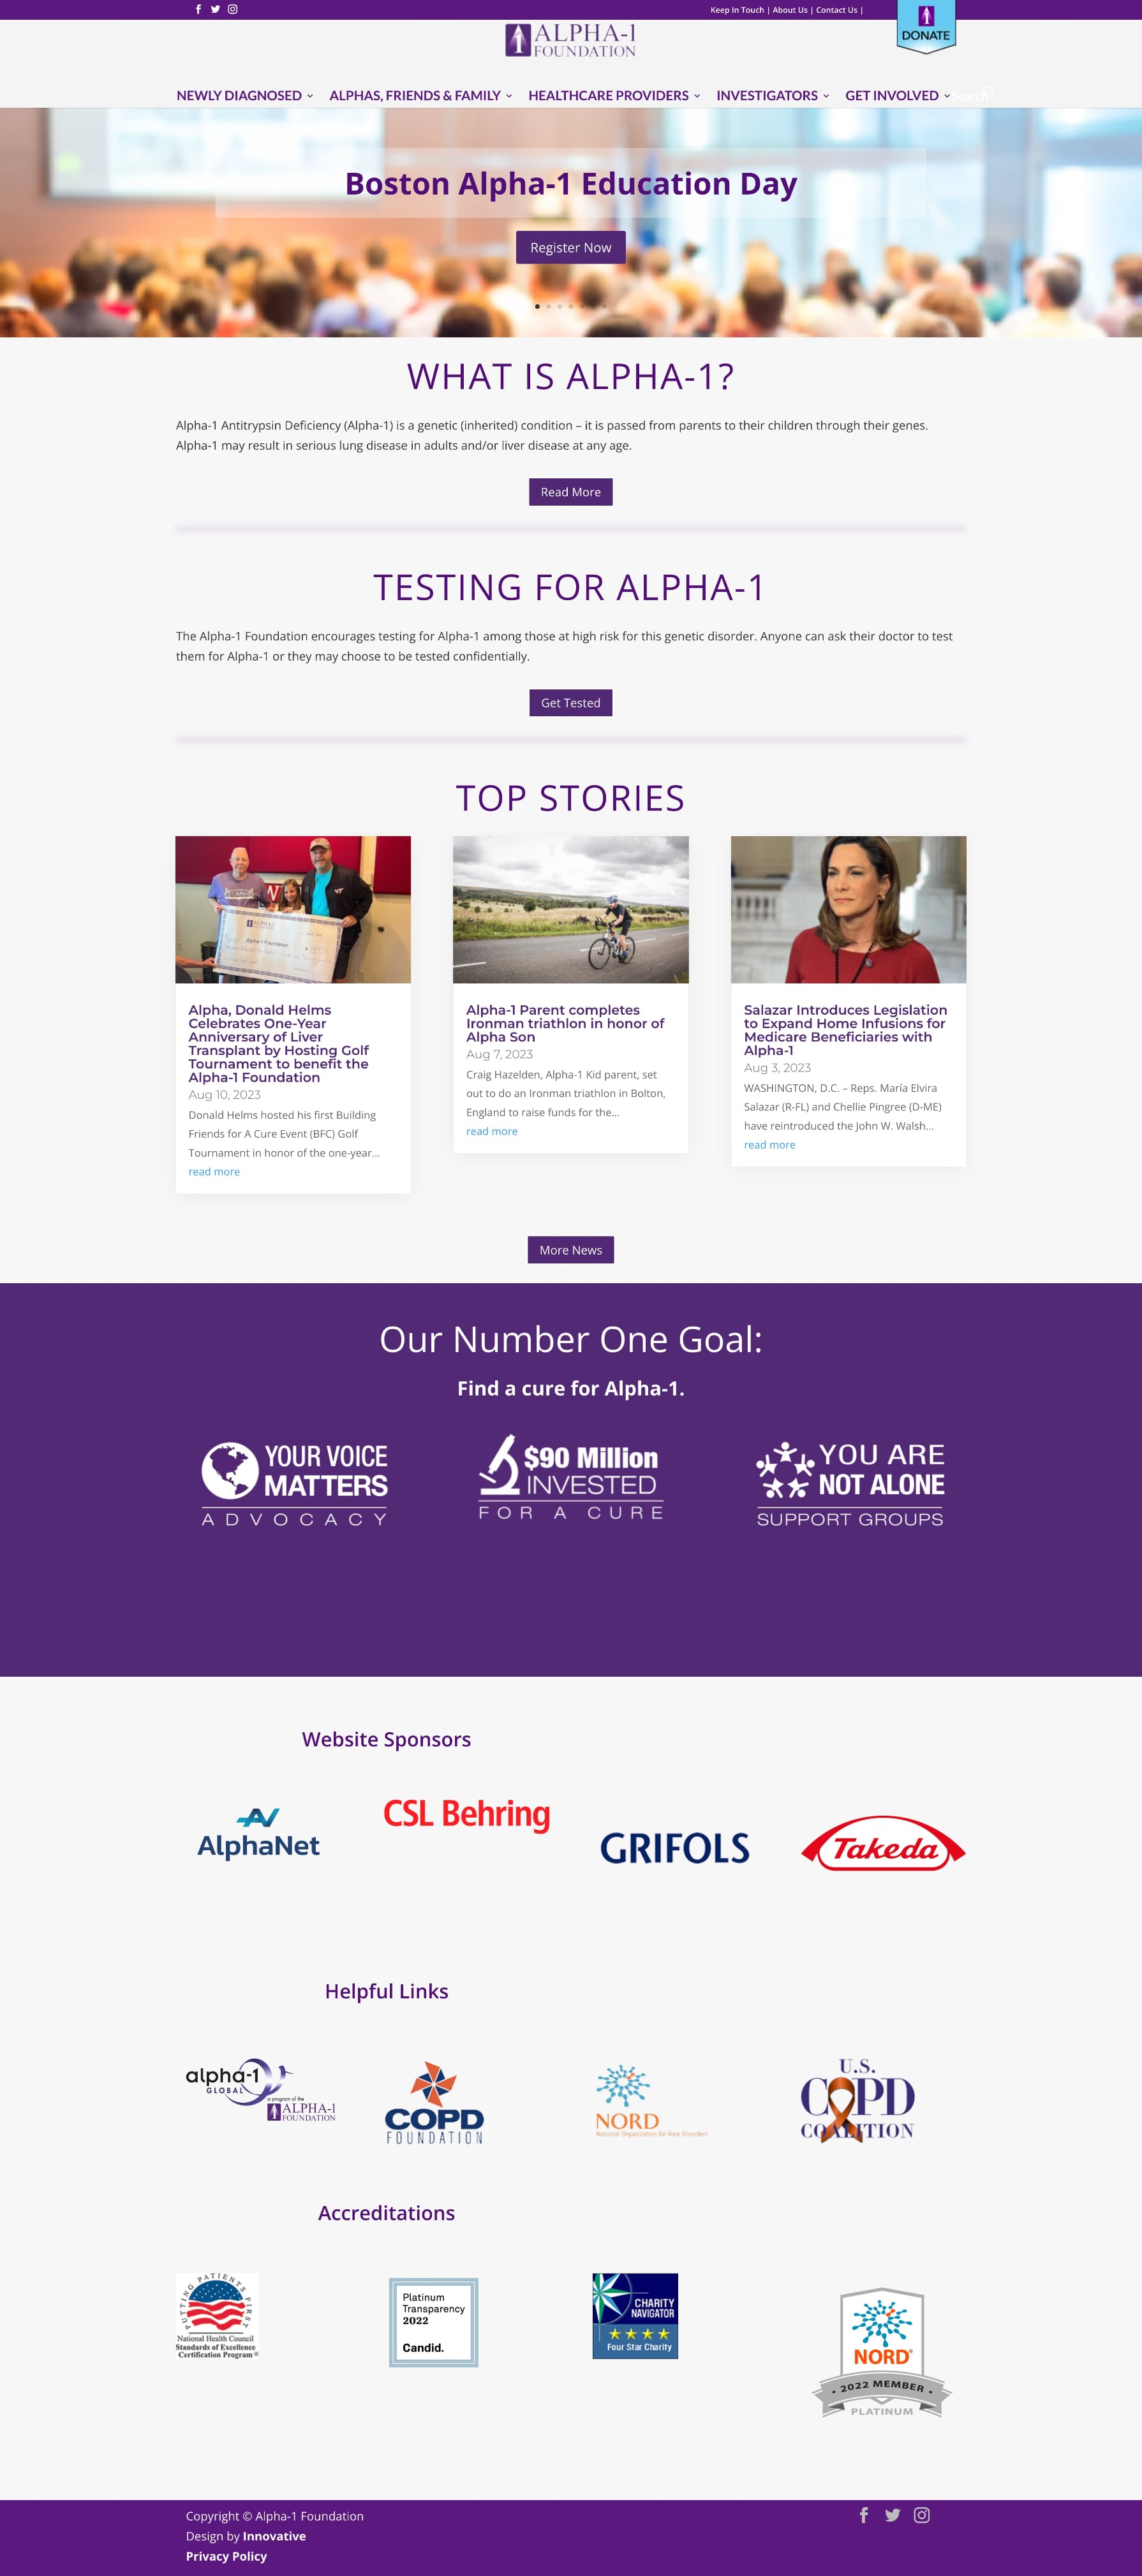 Keep In Touch | About Us | Contact Us |
DONATE
ALPHA-1
FOUNDATION
NEWLY DIAGNOSED ALPHAS, FRIENDS & FAMILY HEALTHCARE PROVIDERS INVESTIGATORS GET INVOLVED Search
Boston Alpha-1 Education Day
Register Now
WHAT IS ALPHA-1?
Alpha-1 Antitrypsin Deficiency (Alpha-1) is a genetic (inherited) condition – it is passed from parents to their children through their genes.
Alpha-1 may result in serious lung disease in adults and/or liver disease at any age.
Read More
TESTING FOR ALPHA-1
The Alpha-1 Foundation encourages testing for Alpha-1 among those at high risk for this genetic disorder. Anyone can ask their doctor to test
them for Alpha-1 or they may choose to be tested confidentially.
Get Tested
TOP STORIES
Alpha-1 Foundation
Alpha, Donald Helms
Celebrates One-Year
Anniversary of Liver
Transplant by Hosting Golf
Tournament to benefit the
Alpha-1 Foundation
Aug 10, 2023
Donald Helms hosted his first Building
Friends for A Cure Event (BFC) Golf
Tournament in honor of the one-year...
read more
Alpha-1 Parent completes
Ironman triathlon in honor of
Alpha Son
Aug 7, 2023
Craig Hazelden, Alpha-1 Kid parent, set
out to do an Ironman triathlon in Bolton,
England to raise funds for the...
read more
Salazar Introduces Legislation
to Expand Home Infusions for
Medicare Beneficiaries with
Alpha-1
Aug 3, 2023
WASHINGTON, D.C. – Reps. María Elvira
Salazar (R-FL) and Chellie Pingree (D-ME)
have reintroduced the John W. Walsh...
read more
More News
Our Number One Goal:
Find a cure for Alpha-1.
YOUR VOICE
MATTERS
ADVOCACY
$90 Million
INVESTED
FOR A CURE
YOU ARE
NOT ALONE
SUPPORT GROUPS
Website Sponsors
AlphaNet
CSL Behring
GRIFOLS
Takeda
Helpful Links
alpha-1
GLOBAL
a program of the
ALPHA-1
FOUNDATION
COPD
FOUNDATION
NORD
National Organization for Rare Disorders
U.S.
COPD
COALITION
Accreditations
PUTTING PATIENTS FIRST
National Health Council
Standards of Excellence
Certification Program®
Platinum
Transparency
2022
Candid.
CHARITY
NAVIGATOR
Four Star Charity
NORD®
• 2022 MEMBER •
PLATINUM
Copyright © Alpha-1 Foundation
Design by Innovative
Privacy Policy